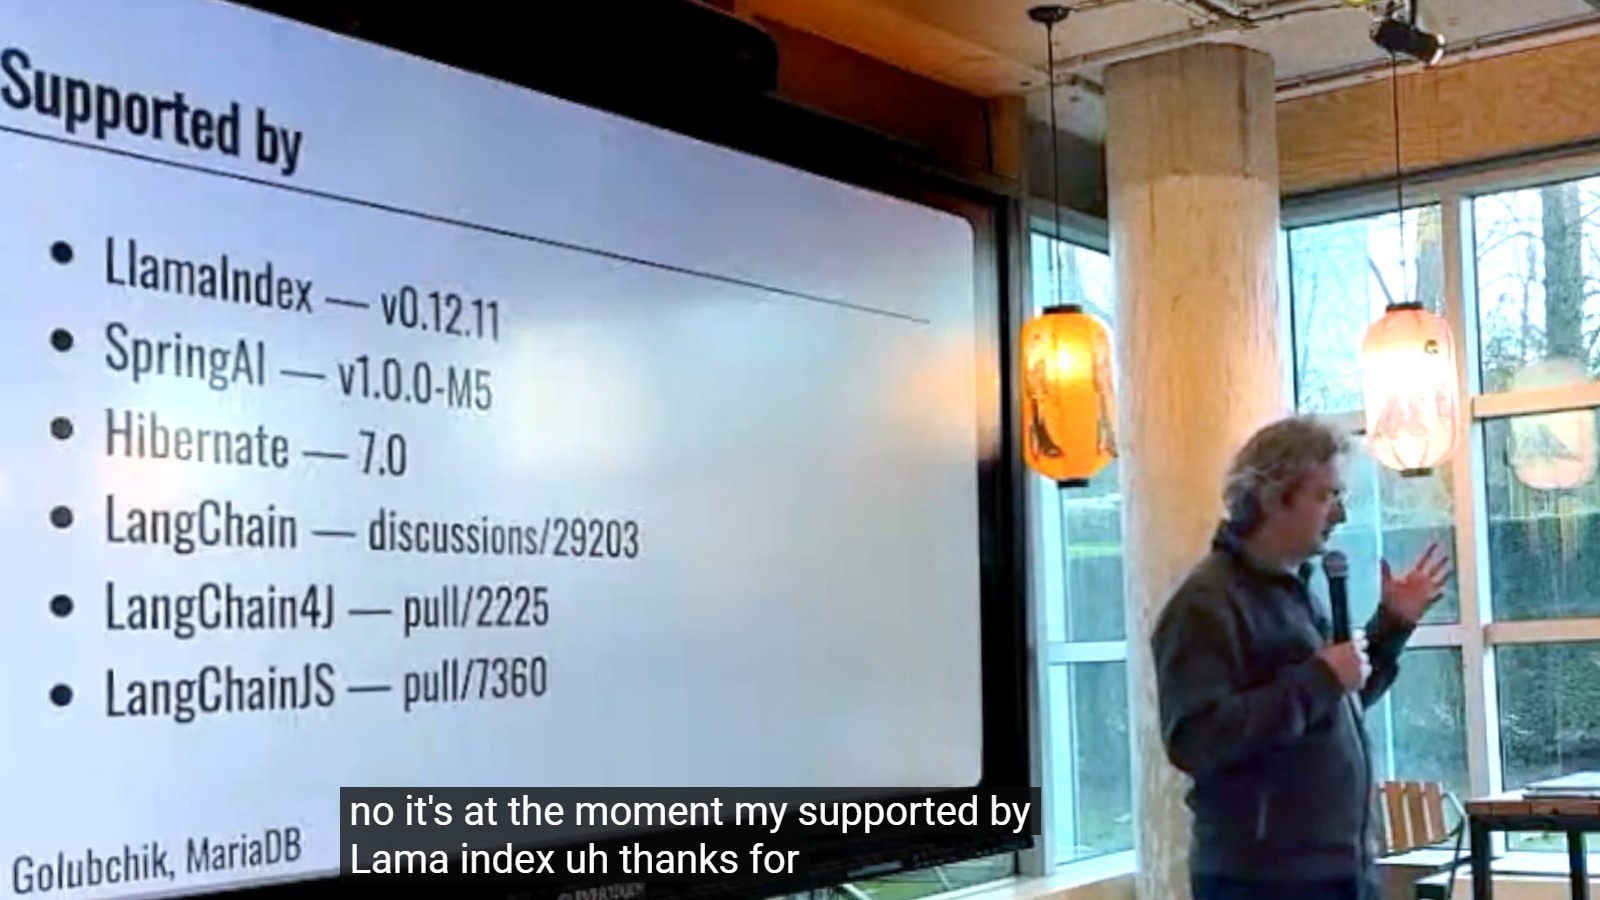 Supported by
• LlamaIndex — v0.12.11
• SpringAI — v1.0.0-M5
• Hibernate — 7.0
• LangChain — discussions/29203
• LangChain4J — pull/2225
• LangChainJS — pull/7360
Golubchik, MariaDB
no it's at the moment my supported by
Lama index uh thanks for